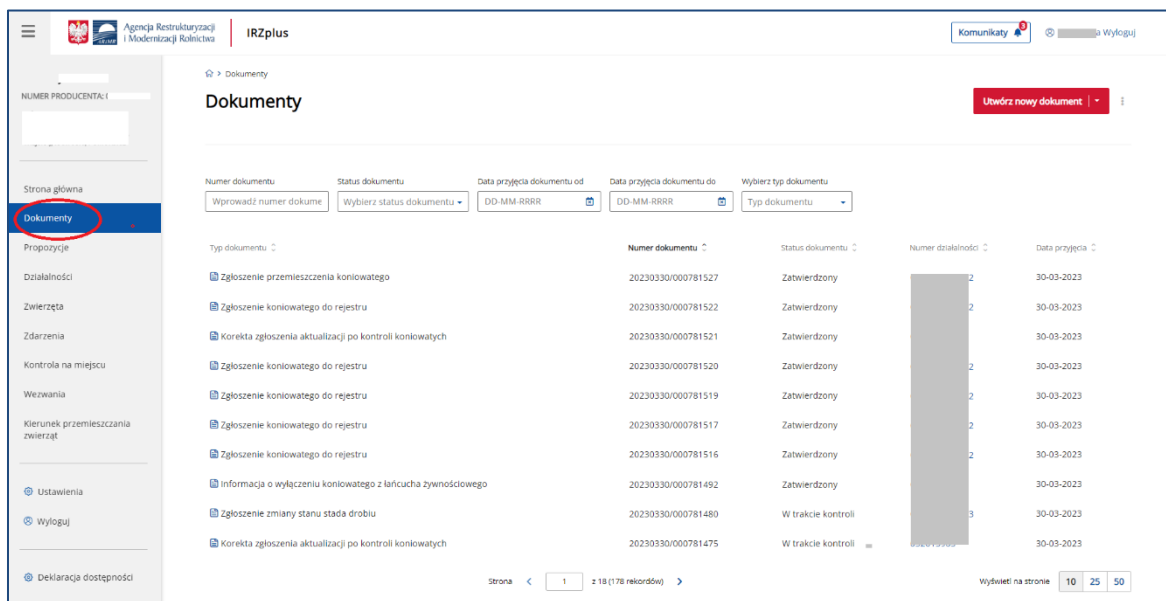 Agencja Restrukturyzacji
i Modernizacji Rolnictwa
IRZplus
Komunikaty 3
Wyloguj
NUMER PRODUCENTA:
Strona główna
Dokumenty
Propozycje
Działalności
Zwierzęta
Zdarzenia
Kontrola na miejscu
Wezwania
Kierunek przemieszczania
zwierząt
Ustawienia
Wyloguj
Deklaracja dostępności
> Dokumenty
Dokumenty
Utwórz nowy dokument
Numer dokumentu Status dokumentu Data przyjęcia dokumentu od Data przyjęcia dokumentu do Wybierz typ dokumentu
Wprowadź numer dokume Wybierz status dokumentu DD-MM-RRRR DD-MM-RRRR Typ dokumentu
Typ dokumentu Numer dokumentu Status dokumentu Numer działalności Data przyjęcia
Zgłoszenie przemieszczenia koniowatego 20230330/000781527 Zatwierdzony 2 30-03-2023
Zgłoszenie koniowatego do rejestru 20230330/000781522 Zatwierdzony 2 30-03-2023
Korekta zgłoszenia aktualizacji po kontroli koniowatych 20230330/000781521 Zatwierdzony 30-03-2023
Zgłoszenie koniowatego do rejestru 20230330/000781520 Zatwierdzony 2 30-03-2023
Zgłoszenie koniowatego do rejestru 20230330/000781519 Zatwierdzony 2 30-03-2023
Zgłoszenie koniowatego do rejestru 20230330/000781517 Zatwierdzony 2 30-03-2023
Zgłoszenie koniowatego do rejestru 20230330/000781516 Zatwierdzony 2 30-03-2023
Informacja o wyłączeniu koniowatego z łańcucha żywnościowego 20230330/000781492 Zatwierdzony 30-03-2023
Zgłoszenie zmiany stanu stada drobiu 20230330/000781480 W trakcie kontroli 3 30-03-2023
Korekta zgłoszenia aktualizacji po kontroli koniowatych 20230330/000781475 W trakcie kontroli 30-03-2023
Strona < 1 z 18 (178 rekordów) > Wyświetl na stronie 10 25 50